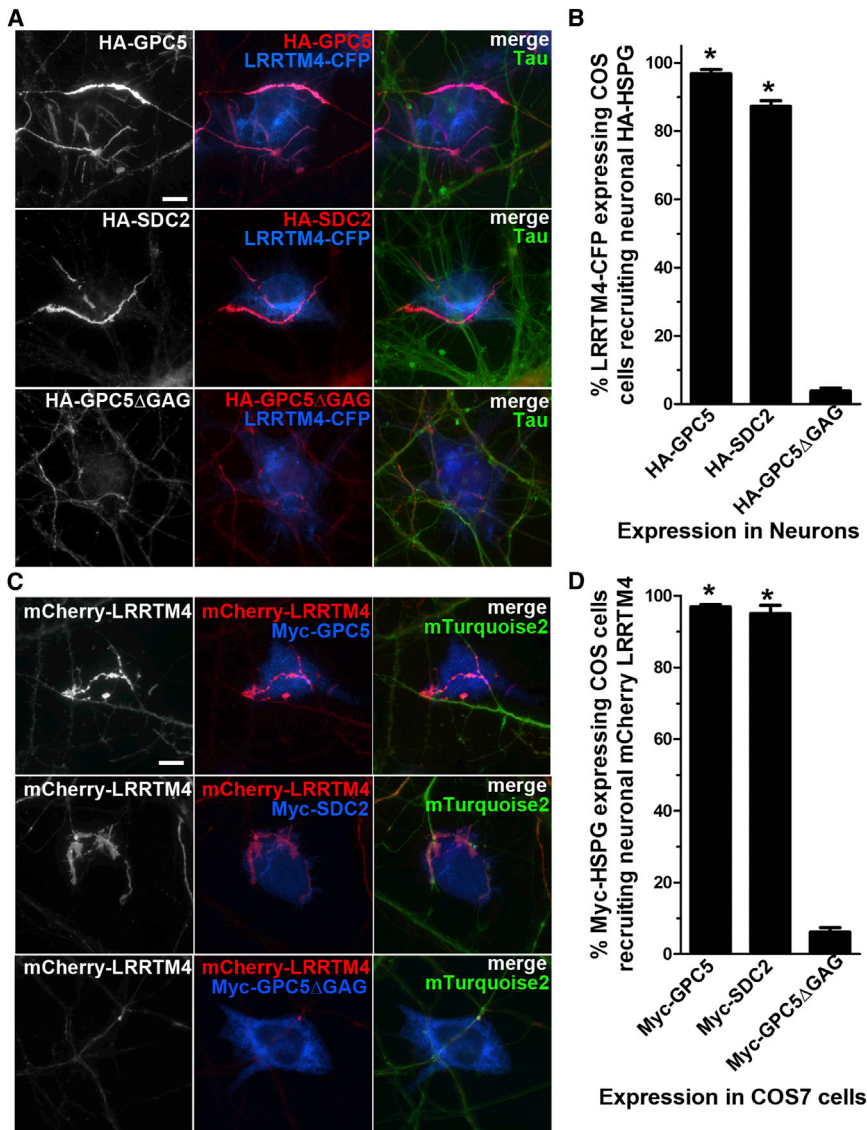 A
HA-GPC5
HA-GPC5
LRRTM4-CFP
merge
Tau
HA-SDC2
HA-SDC2
LRRTM4-CFP
merge
Tau
HA-GPC5ΔGAG
HA-GPC5ΔGAG
LRRTM4-CFP
merge
Tau
B
% LRRTM4-CFP expressing COS
cells recruiting neuronal HA-HSPG
100
80
60
40
20
0
*
*
HA-GPC5
HA-SDC2
HA-GPC5ΔGAG
Expression in Neurons
C
mCherry-LRRTM4
mCherry-LRRTM4
Myc-GPC5
merge
mTurquoise2
mCherry-LRRTM4
mCherry-LRRTM4
Myc-SDC2
merge
mTurquoise2
mCherry-LRRTM4
mCherry-LRRTM4
Myc-GPC5ΔGAG
merge
mTurquoise2
D
% Myc-HSPG expressing COS cells
recruiting neuronal mCherry LRRTM4
100
80
60
40
20
0
*
*
Myc-GPC5
Myc-SDC2
Myc-GPC5ΔGAG
Expression in COS7 cells